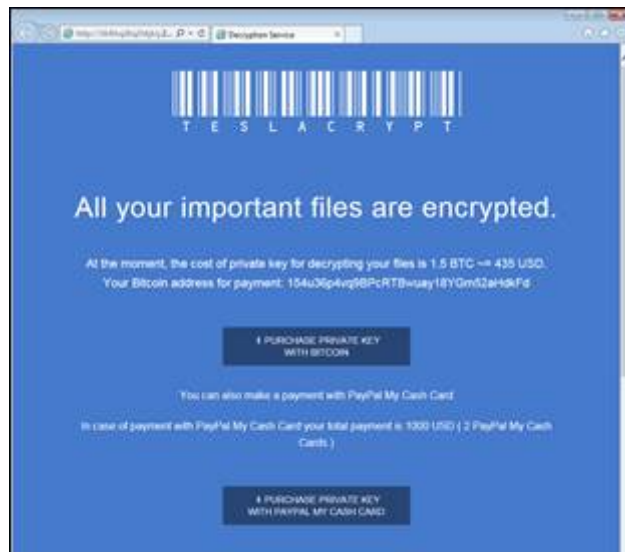 Decryption Service
TESLACRYPT
All your important files are encrypted.
At the moment, the cost of private key for decrypting your files is 1.5 BTC ~= 435 USD.
Your Bitcoin address for payment:
PURCHASE PRIVATE KEY
WITH BITCOIN
You can also make a payment with PayPal My Cash Card
In case of payment with PayPal My Cash Card your total payment is 1000 USD ( 2 PayPal My Cash
Cards )
PURCHASE PRIVATE KEY
WITH PAYPAL MY CASH CARD